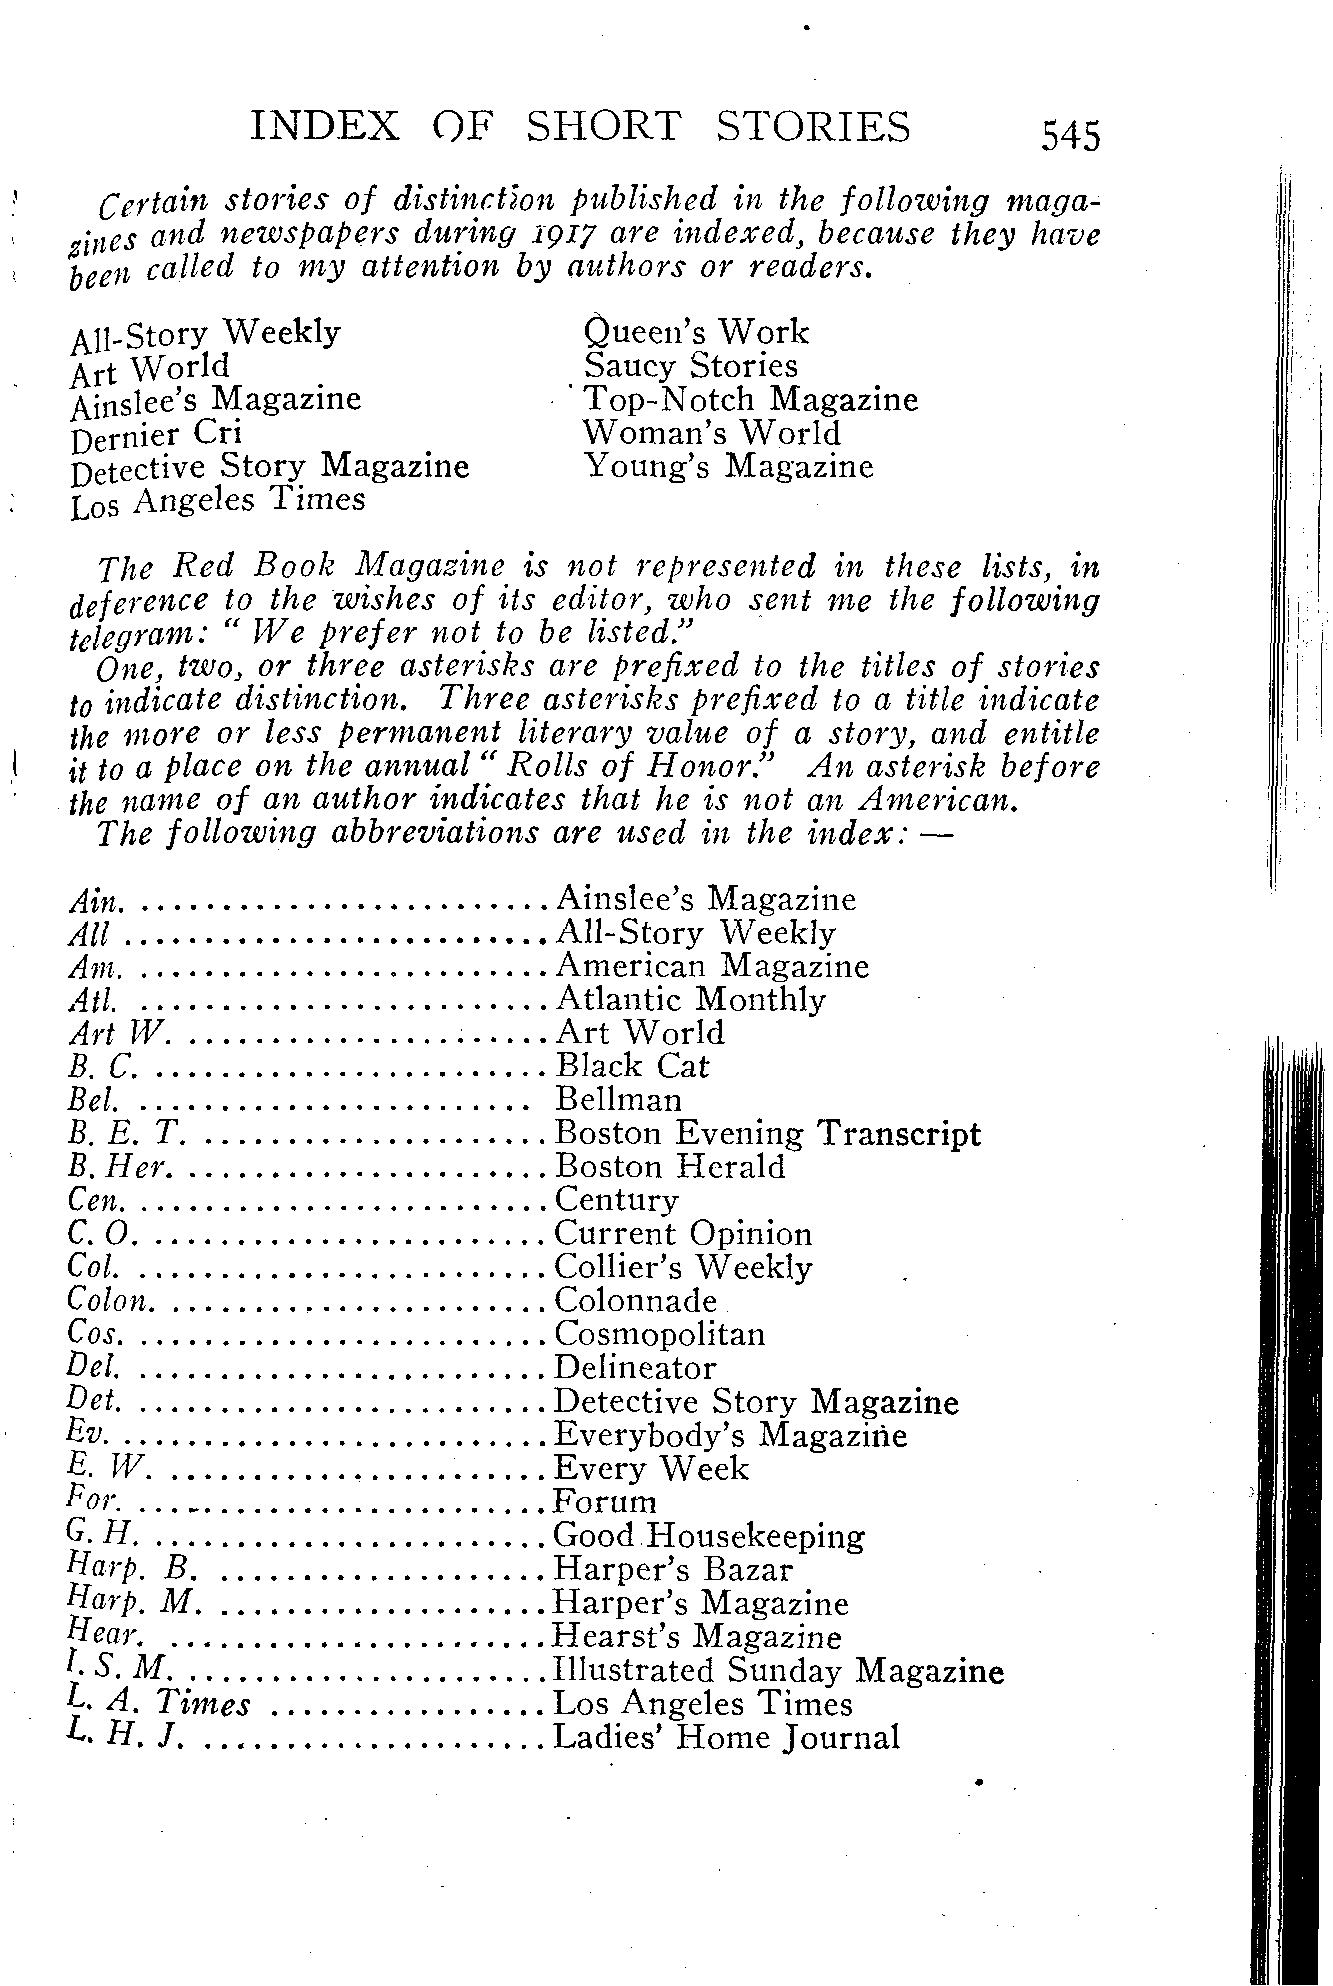 INDEX OF SHORT STORIES 545
Certain stories of distinction published in the following maga-
zines and newspapers during 1917 are indexed, because they have
been called to my attention by authors or readers.
All-Story Weekly
Art World
Ainslee's Magazine
Dernier Cri
Detective Story Magazine
Los Angeles Times
Queen's Work
Saucy Stories
Top-Notch Magazine
Woman's World
Young's Magazine
The Red Book Magazine is not represented in these lists, in
deference to the wishes of its editor, who sent me the following
telegram: “ We prefer not to be listed.”
One, two, or three asterisks are prefixed to the titles of stories
to indicate distinction. Three asterisks prefixed to a title indicate
the more or less permanent literary value of a story, and entitle
it to a place on the annual “ Rolls of Honor.” An asterisk before
the name of an author indicates that he is not an American.
The following abbreviations are used in the index: —
Ain. .........................Ainslee's Magazine
All ..........................All-Story Weekly
Am. .........................American Magazine
Atl. .........................Atlantic Monthly
Art W. ......................Art World
B. C. ........................Black Cat
Bel. ........................ Bellman
B. E. T. .....................Boston Evening Transcript
B. Her. ......................Boston Herald
Cen. .........................Century
C. O. ........................Current Opinion
Col. .........................Collier's Weekly
Colon. .......................Colonnade
Cos. .........................Cosmopolitan
Del. .........................Delineator
Det. .........................Detective Story Magazine
Ev. ..........................Everybody's Magazine
E. W. .......................Every Week
For. .........................Forum
G. H. ........................Good Housekeeping
Harp. B. ....................Harper's Bazar
Harp. M. ....................Harper's Magazine
Hear. .......................Hearst's Magazine
I. S. M. ......................Illustrated Sunday Magazine
L. A. Times .................Los Angeles Times
L. H. J. .....................Ladies' Home Journal